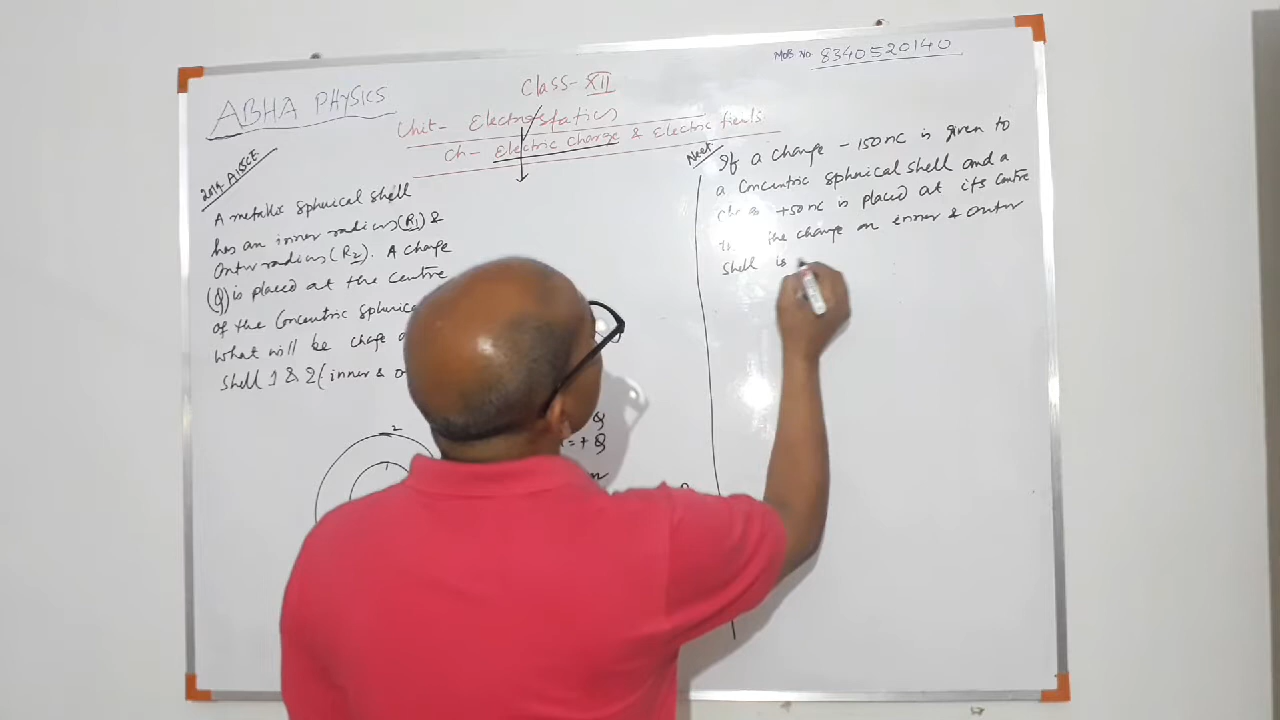 ABHA PHYSICS
Class-XII
MOB NO 8340520140
Unit- Electrostatics
Ch- Electric Charge & Electric fields
2014 AISSCE
A metallic spherical shell
has an inner radius (R1) &
Outer radius (R2). A charge
(Q) is placed at the centre
of the Concentric
what will be charge
Shell 1 & 2 (inner &
2
1
Q
= + Q
Neet
If a charge - 150nC is given to
a Concentric spherical shell and a
+50nC is placed at its centre
the charge on inner & outer
Shell is